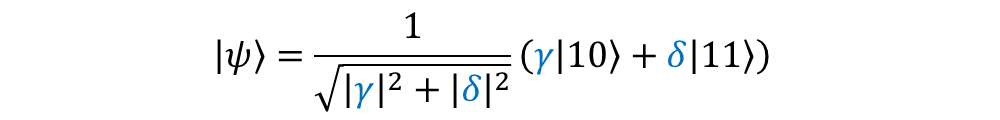 |ψ⟩ = 1/√(|γ|² + |δ|²) (γ|10⟩ + δ|11⟩)